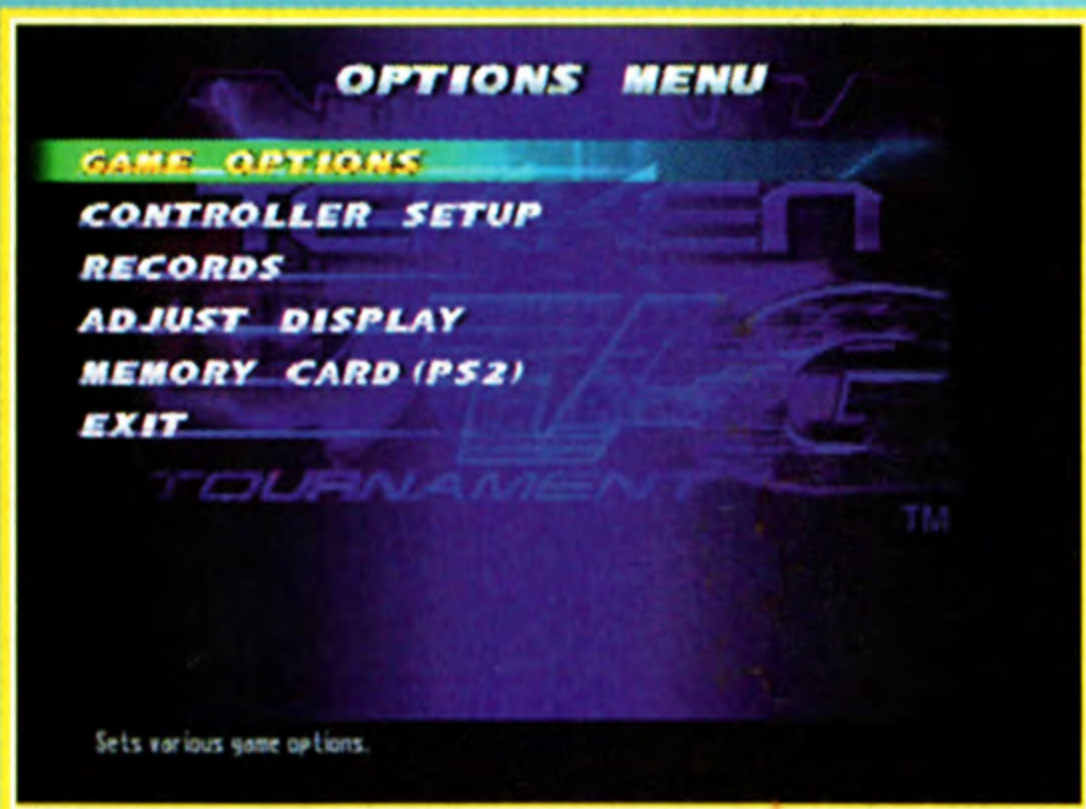 OPTIONS MENU
GAME OPTIONS
CONTROLLER SETUP
RECORDS
ADJUST DISPLAY
MEMORY CARD (PS2)
EXIT
TEKKEN
TOURNAMENT
TM
Sets various game options.